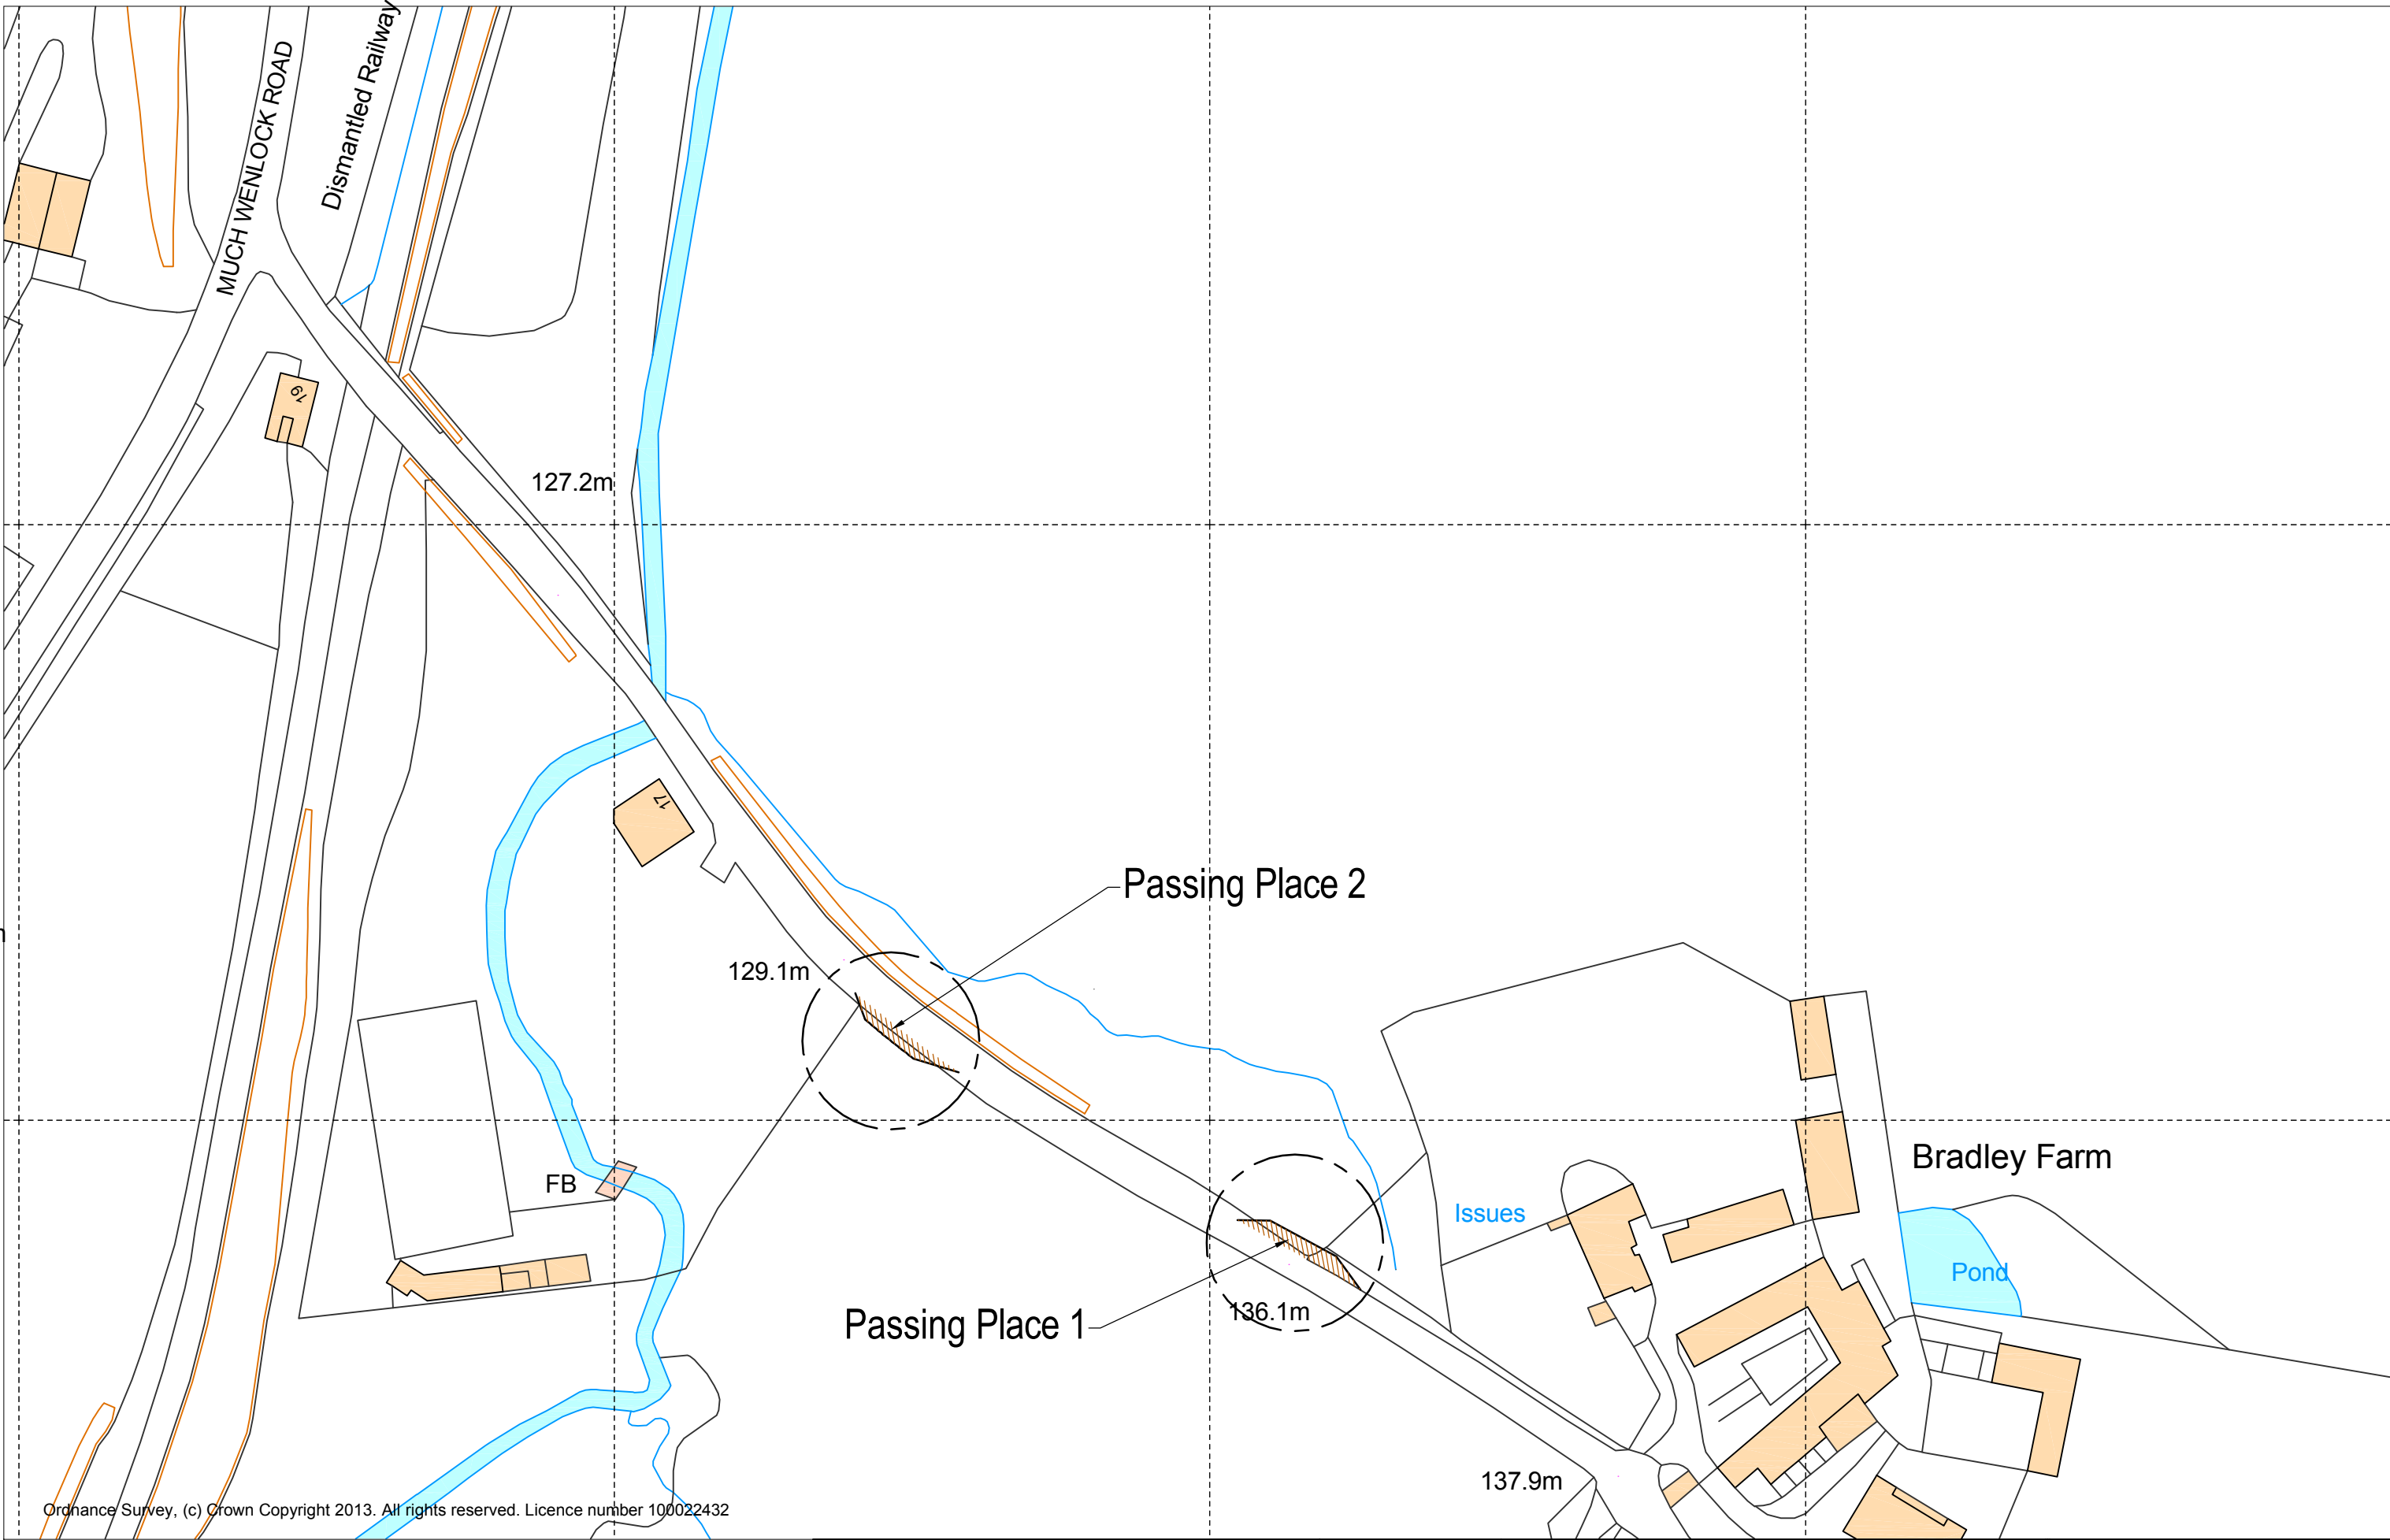 MUCH WENLOCK ROAD
Dismantled Railway
79
127.2m
17
Passing Place 2
129.1m
Bradley Farm
FB
Issues
Pond
136.1m
Passing Place 1
137.9m
Ordnance Survey, (c) Crown Copyright 2013. All rights reserved. Licence number 100022432